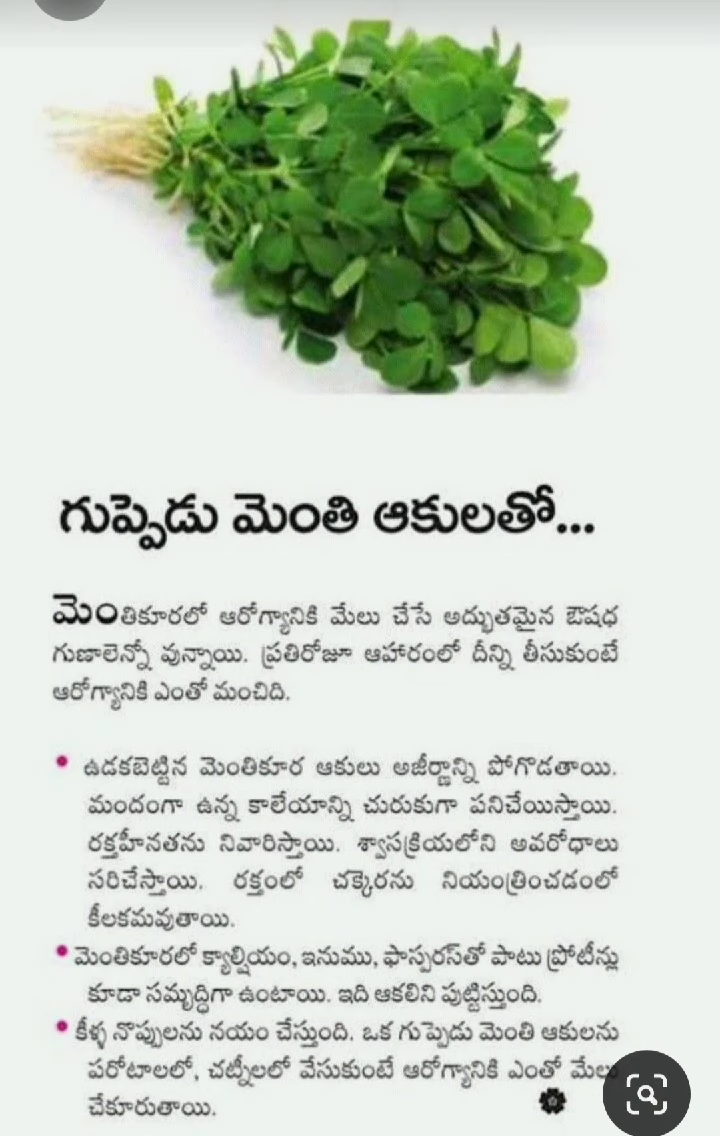 గుప్పెడు మెంతి ఆకులతో...
మెంతికూరలో ఆరోగ్యానికి మేలు చేసే అద్భుతమైన ఔషధ
గుణాలెన్నో వున్నాయి. ప్రతిరోజూ ఆహారంలో దీన్ని తీసుకుంటే
ఆరోగ్యానికి ఎంతో మంచిది.
• ఉడకబెట్టిన మెంతికూర ఆకులు అజీర్ణాన్ని పోగొడతాయి.
మందంగా ఉన్న కాలేయాన్ని చురుకుగా పనిచేయిస్తాయి.
రక్తహీనతను నివారిస్తాయి. శ్వాసక్రియలోని అవరోధాలు
సరిచేస్తాయి. రక్తంలో చక్కెరను నియంత్రించడంలో
కీలకమవుతాయి.
• మెంతికూరలో క్యాల్షియం, ఇనుము, ఫాస్పరస్‌తో పాటు ప్రోటీన్లు
కూడా సమృద్ధిగా ఉంటాయి. ఇది ఆకలిని పుట్టిస్తుంది.
• కీళ్ళ నొప్పులను నయం చేస్తుంది. ఒక గుప్పెడు మెంతి ఆకులను
పరోటాలలో, చట్నీలలో వేసుకుంటే ఆరోగ్యానికి ఎంతో మేలు
చేకూరుతాయి.